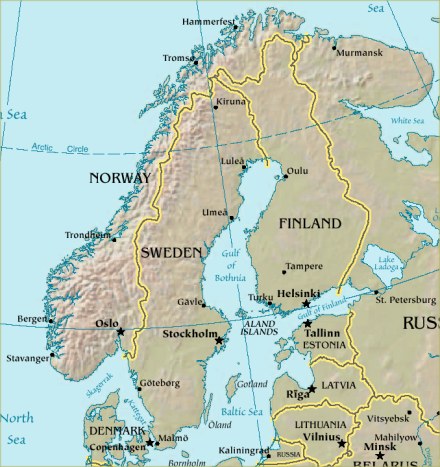 Hammerfest
Tromsø
Murmansk
Kiruna
Sea
White Sea
Arctic Circle
Luleå
NORWAY
Oulu
Umeå
FINLAND
Trondheim
SWEDEN
Gulf
of
Bothnia
Lake
Ladoga
Tampere
Gävle
Turku
Helsinki
St. Petersburg
Bergen
Oslo
ALAND
ISLANDS
Gulf of Finland
RUS
Stockholm
Tallinn
ESTONIA
Stavanger
Skagerrak
Göteborg
Gotland
Rīga
LATVIA
Kattegat
Öland
North
Sea
Baltic Sea
LITHUANIA
Vitsyebsk
DENMARK
Malmö
Copenhagen
Vilnius
Mahilyow
Minsk
Kaliningrad
RUSSIA
Bornholm
BELARUS